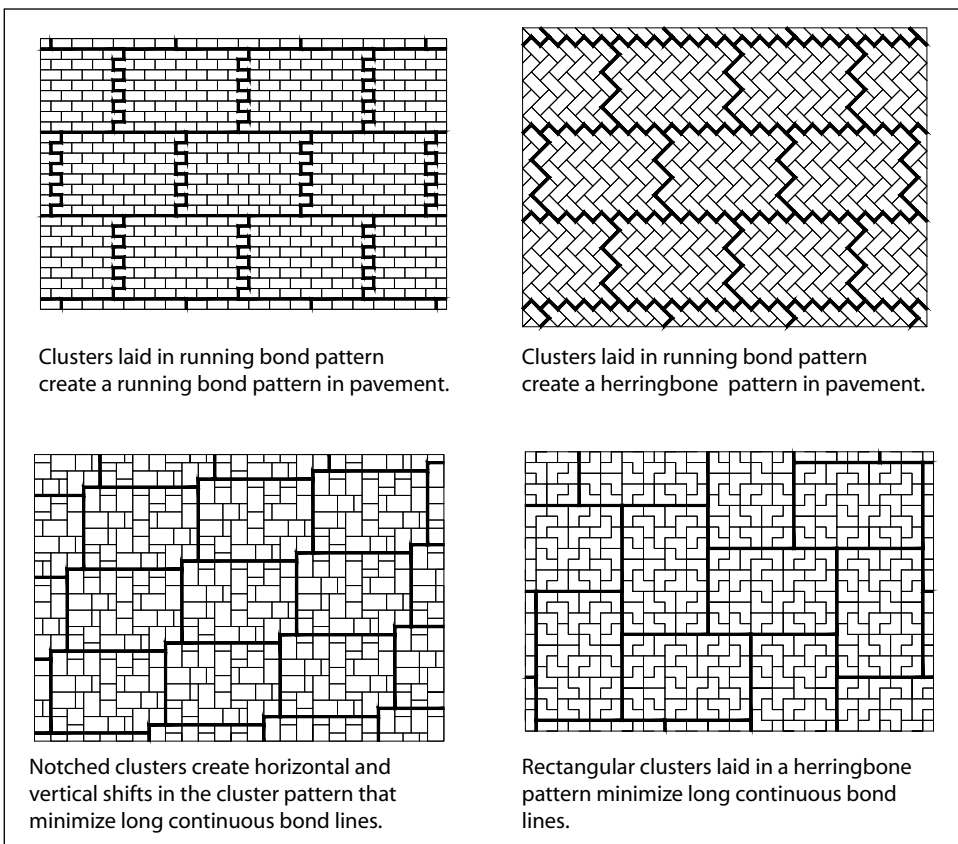 Clusters laid in running bond pattern
create a running bond pattern in pavement.
Clusters laid in running bond pattern
create a herringbone pattern in pavement.
Notched clusters create horizontal and
vertical shifts in the cluster pattern that
minimize long continuous bond lines.
Rectangular clusters laid in a herringbone
pattern minimize long continuous bond
lines.